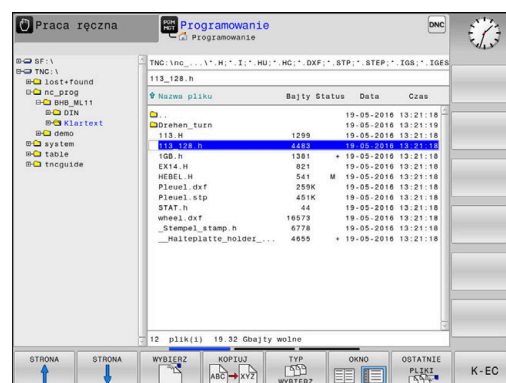 Praca ręczna
PGM MGT Programowanie
Programowanie
DNC
SF:\
TNC:\
lost+found
nc_prog
BHB_ML11
DIN
Klartext
demo
system
table
tncguide
TNC:\nc_...\*.H;*.I;*.HU;*.HC;*.DXF;*.STP;*.STEP;*.IGS;*.IGES
113_128.h
Nazwa pliku Bajty Status Data Czas
.. 19-05-2016 13:21:18
Drehen_turn 19-05-2016 13:21:19
113.H 1299 19-05-2016 13:21:18
113_128.h 4483 19-05-2016 13:21:18
1GB.h 1381 + 19-05-2016 13:21:18
EX14.H 821 19-05-2016 13:21:18
HEBEL.H 541 M 19-05-2016 13:21:18
Pleuel.dxf 259K 19-05-2016 13:21:18
Pleuel.stp 451K 19-05-2016 13:21:18
STAT.h 44 19-05-2016 13:21:18
wheel.dxf 16573 19-05-2016 13:21:18
_Stempel_stamp.h 6778 19-05-2016 13:21:18
__Halteplatte_holder_... 4655 + 19-05-2016 13:21:18
12 plik(i) 19.32 Gbajty wolne
STRONA
STRONA
WYBIERZ
KOPIUJ
ABC XYZ
TYP
WYBIERZ
OKNO
OSTATNIE
PLIKI
K-EC